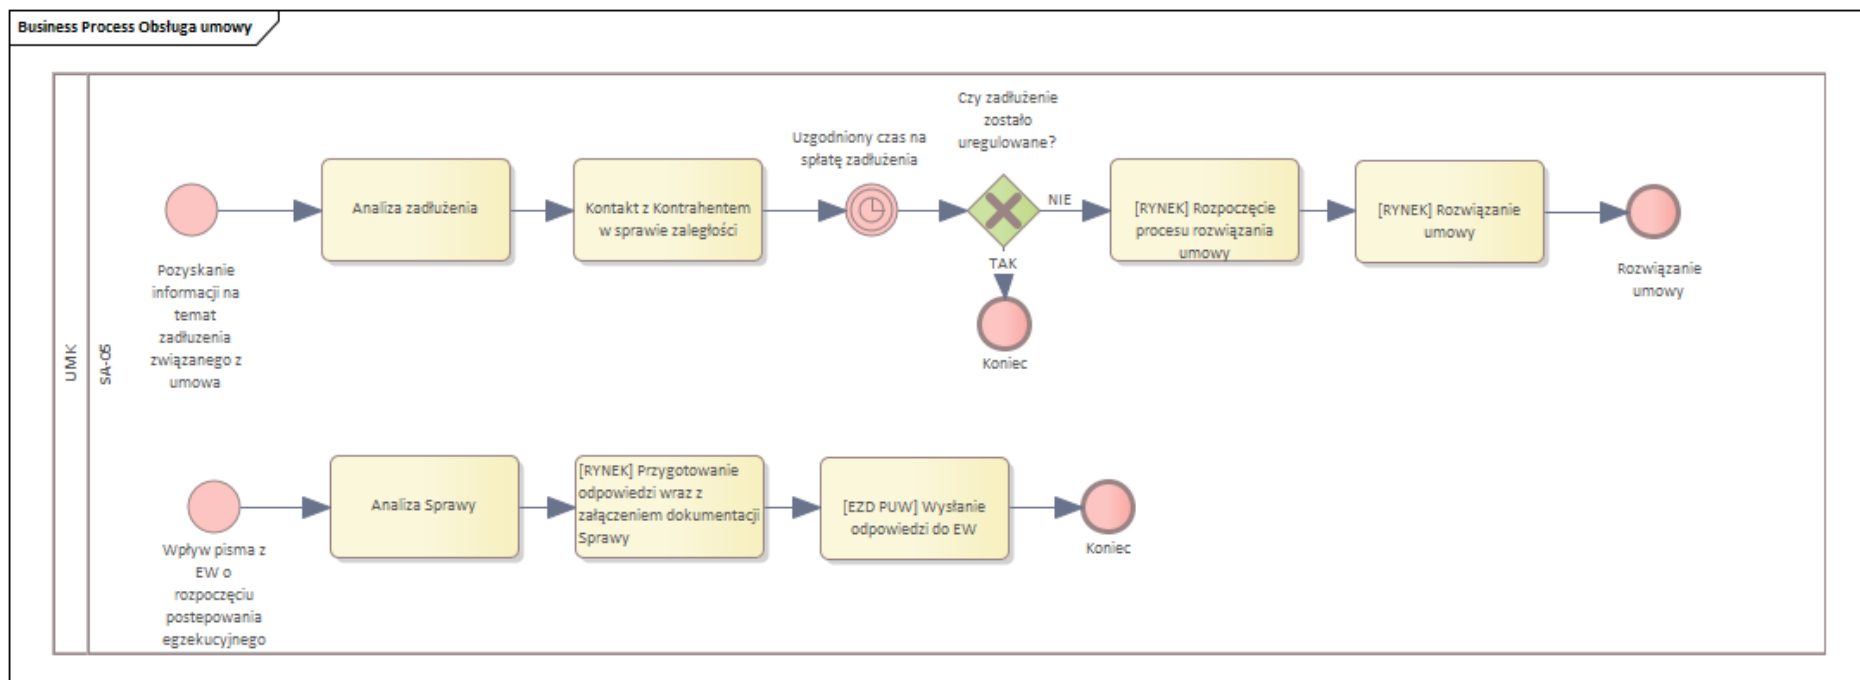 Business Process Obsługa umowy
UMK
SA-05
Pozyskanie
informacji na
temat
zadłuzenia
związanego z
umowa
Analiza zadłużenia
Kontakt z Kontrahentem
w sprawie zaległości
Uzgodniony czas na
spłatę zadłużenia
Czy zadłużenie
zostało
uregulowane?
NIE
TAK
Koniec
[RYNEK] Rozpoczęcie
procesu rozwiązania
umowy
[RYNEK] Rozwiązanie
umowy
Rozwiązanie
umowy
Wpływ pisma z
EW o
rozpoczęciu
postepowania
egzekucyjnego
Analiza Sprawy
[RYNEK] Przygotowanie
odpowiedzi wraz z
załączeniem dokumentacji
Sprawy
[EZD PUW] Wysłanie
odpowiedzi do EW
Koniec